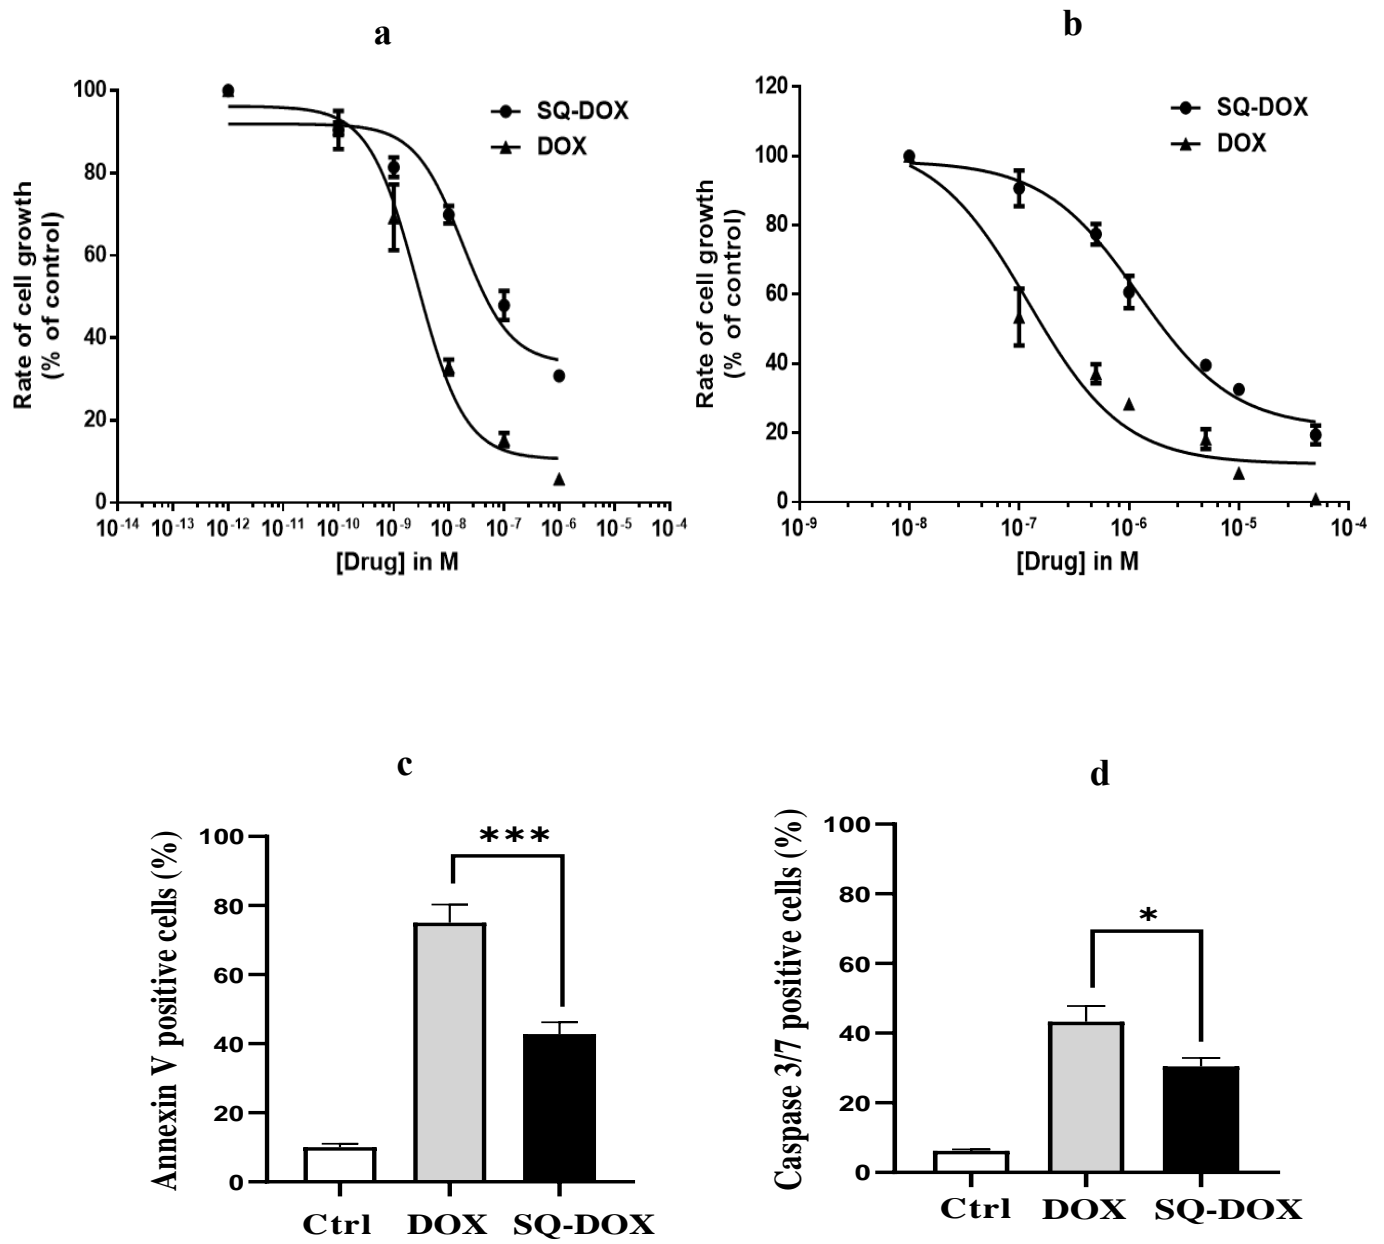 a
Rate of cell growth
(% of control)
100
80
60
40
20
0
SQ-DOX
DOX
10-14 10-13 10-12 10-11 10-10 10-9 10-8 10-7 10-6 10-5 10-4
[Drug] in M
b
Rate of cell growth
(% of control)
120
100
80
60
40
20
0
SQ-DOX
DOX
10-9 10-8 10-7 10-6 10-5 10-4
[Drug] in M
c
Annexin V positive cells (%)
100
80
60
40
20
0
***
Ctrl DOX SQ-DOX
d
Caspase 3/7 positive cells (%)
100
80
60
40
20
0
*
Ctrl DOX SQ-DOX